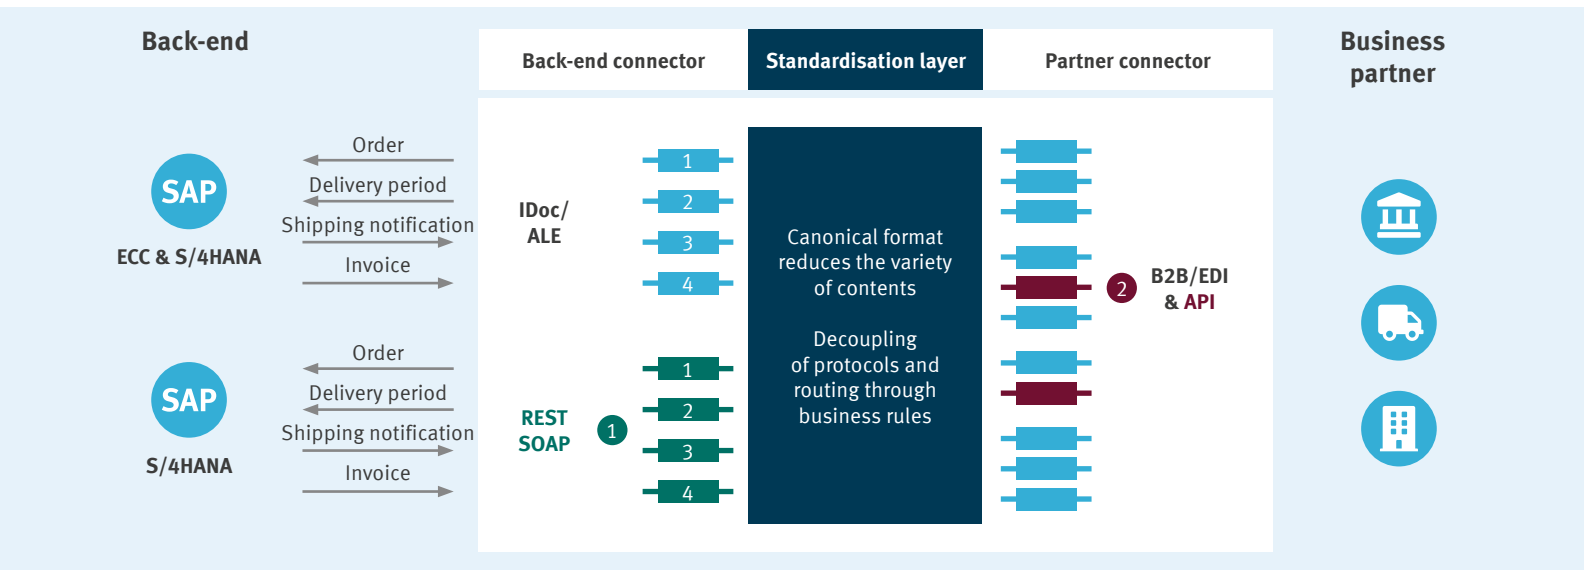 Back-end
Back-end connector
Standardisation layer
Partner connector
Business
partner
SAP
ECC & S/4HANA
Order
Delivery period
Shipping notification
Invoice
IDoc/
ALE
1
2
3
4
Canonical format
reduces the variety
of contents
Decoupling
of protocols and
routing through
business rules
2
B2B/EDI
& API
SAP
S/4HANA
Order
Delivery period
Shipping notification
Invoice
REST
SOAP
1
1
2
3
4